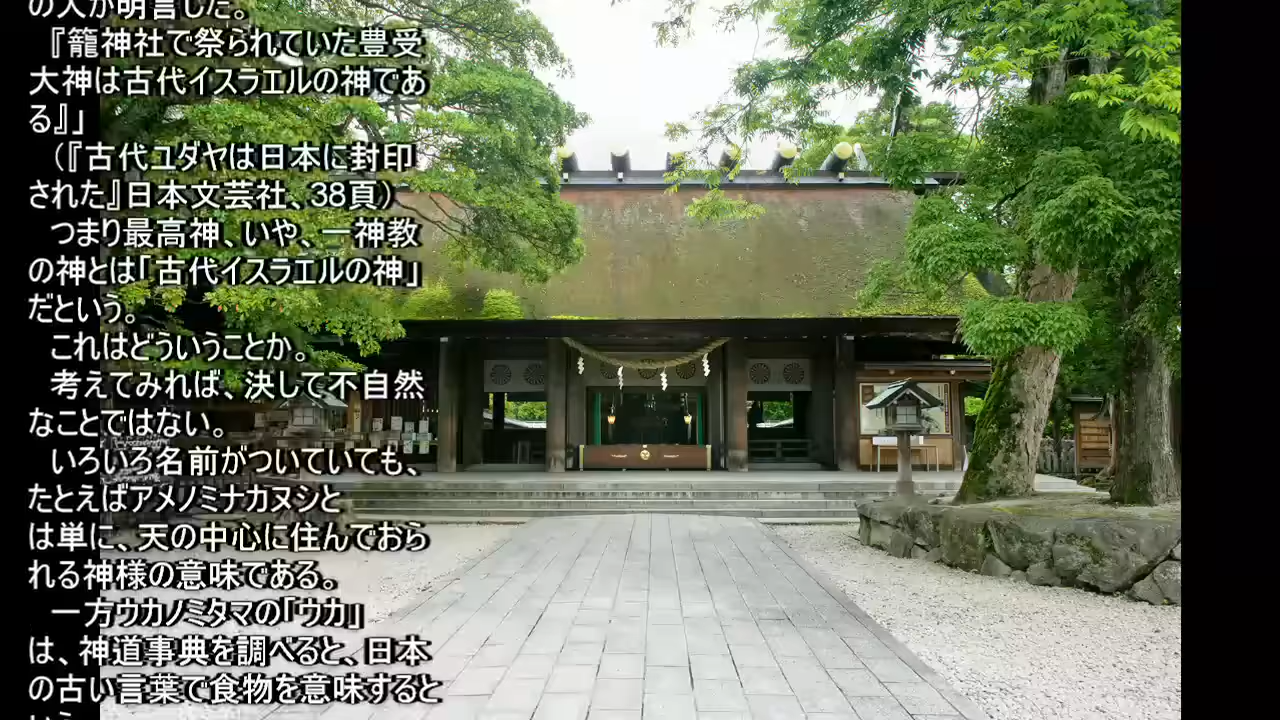 の人が明言した。
『籠神社で祭られていた豊受
大神は古代イスラエルの神であ
る』」
（『古代ユダヤは日本に封印
された』日本文芸社、38頁）
つまり最高神、いや、一神教
の神とは「古代イスラエルの神」
だという。
これはどういうことか。
考えてみれば、決して不自然
なことではない。
いろいろ名前がついていても、
たとえばアメノミナカヌシと
は単に、天の中心に住んでおら
れる神様の意味である。
一方ウカノミタマの「ウカ」
は、神道事典を調べると、日本
の古い言葉で食物を意味すると
いう。